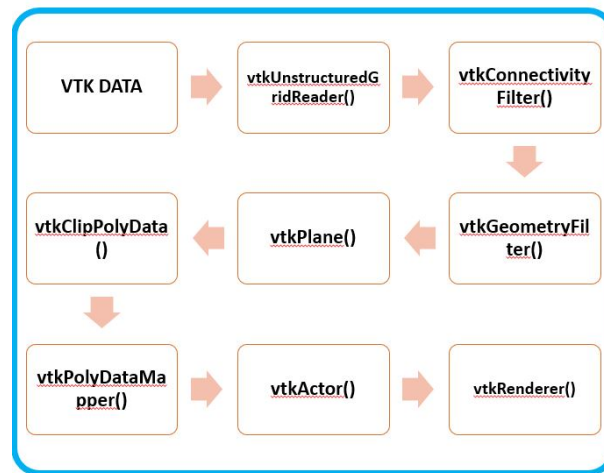 VTK DATA
vtkUnstructuredG
ridReader()
vtkConnectivity
Filter()
vtkClipPolyData
()
vtkPlane()
vtkGeometryFil
ter()
vtkPolyDataMa
pper()
vtkActor()
vtkRenderer()